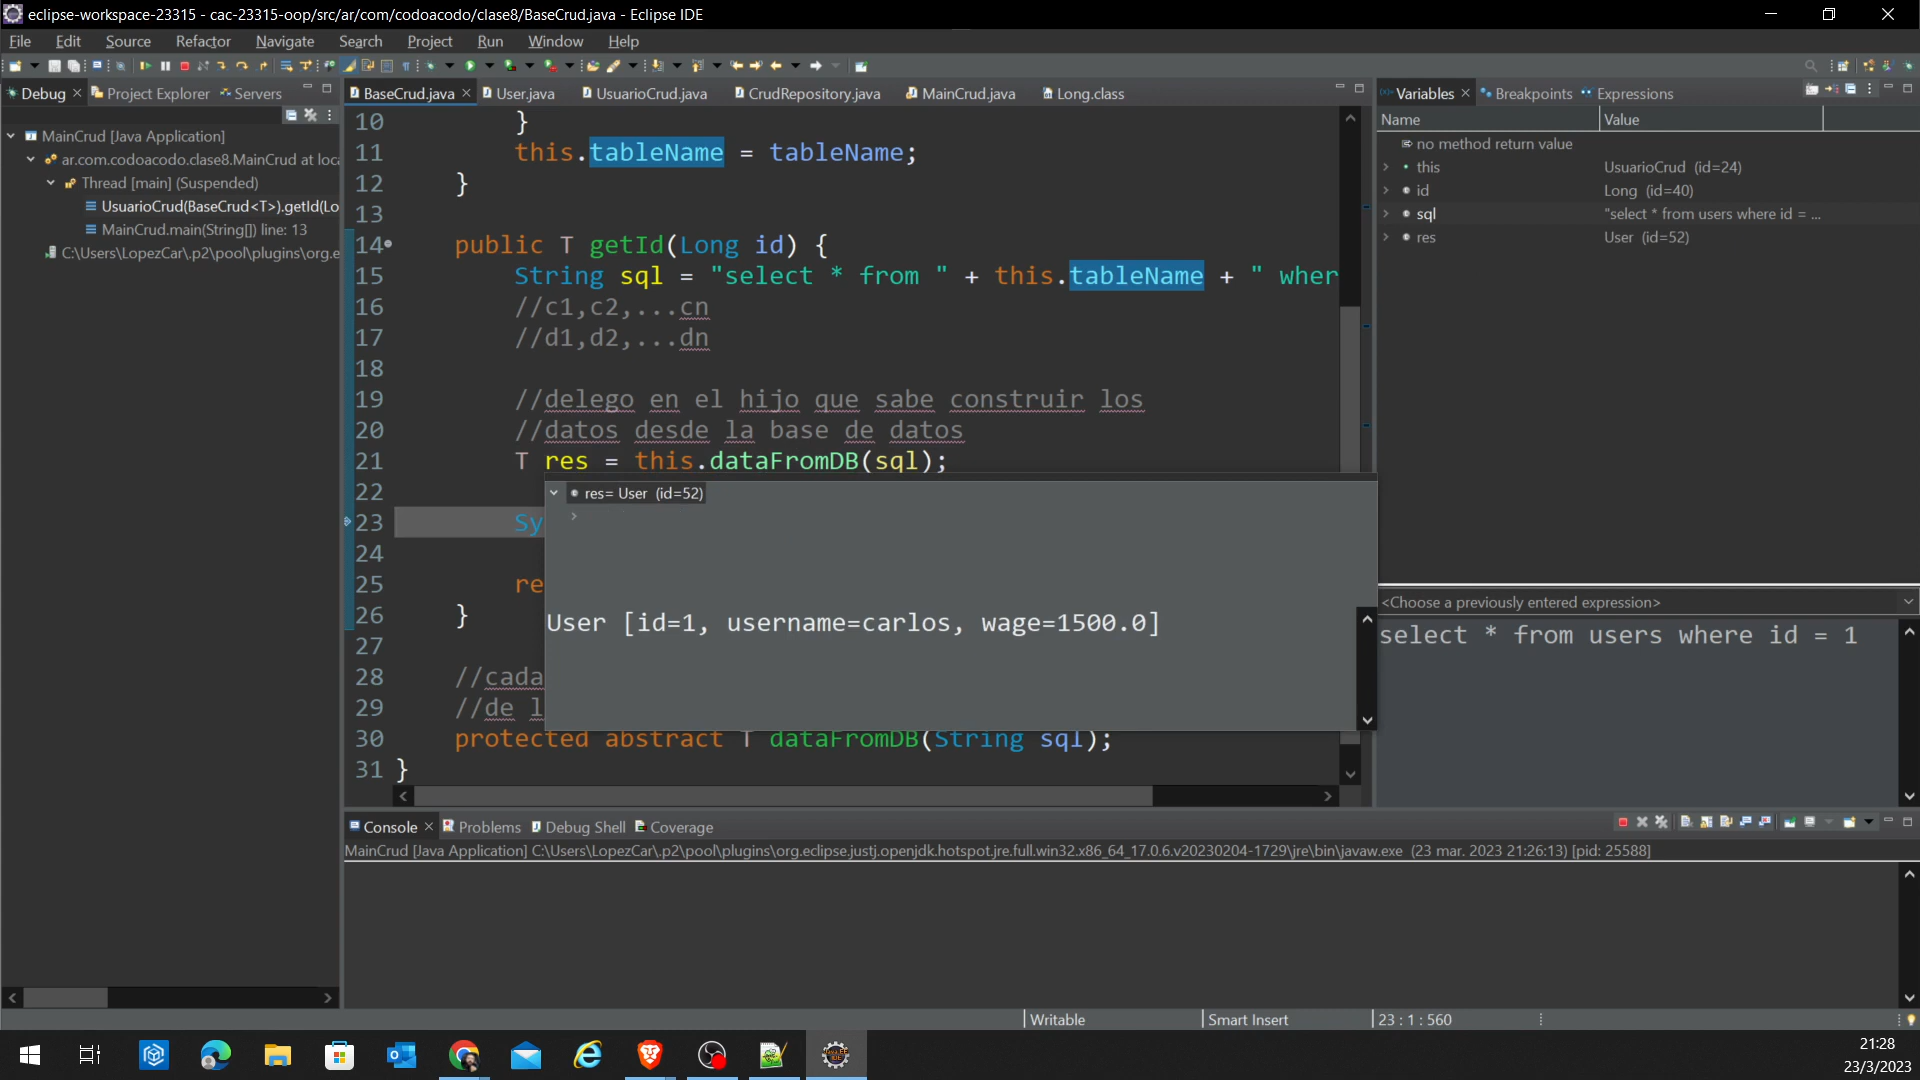 eclipse-workspace-23315 - cac-23315-oop/src/ar/com/codoacodo/clase8/BaseCrud.java - Eclipse IDE
File Edit Source Refactor Navigate Search Project Run Window Help
Debug Project Explorer Servers
MainCrud [Java Application]
ar.com.codoacodo.clase8.MainCrud at loca
Thread [main] (Suspended)
UsuarioCrud(BaseCrud<T>).getId(Lo
MainCrud.main(String[]) line: 13
C:\Users\LopezCar\.p2\pool\plugins\org.e
BaseCrud.java User.java UsuarioCrud.java CrudRepository.java MainCrud.java Long.class
10 }
11 this.tableName = tableName;
12 }
13
14 public T getId(Long id) {
15 String sql = "select * from " + this.tableName + " wher
16 //c1,c2,...cn
17 //d1,d2,...dn
18
19 //delego en el hijo que sabe construir los
20 //datos desde la base de datos
21 T res = this.dataFromDB(sql);
22
23 Sy
24
25 re
26 }
27
28 //cada
29 //de l
30 protected abstract T dataFromDB(String sql);
31 }
res= User (id=52)
User [id=1, username=carlos, wage=1500.0]
Variables Breakpoints Expressions
Name Value
no method return value
this UsuarioCrud (id=24)
id Long (id=40)
sql "select * from users where id = ...
res User (id=52)
<Choose a previously entered expression>
select * from users where id = 1
Console Problems Debug Shell Coverage
MainCrud [Java Application] C:\Users\LopezCar\.p2\pool\plugins\org.eclipse.justj.openjdk.hotspot.jre.full.win32.x86_64_17.0.6.v20230204-1729\jre\bin\javaw.exe (23 mar. 2023 21:26:13) [pid: 25588]
Writable Smart Insert 23 : 1 : 560
21:28
23/3/2023